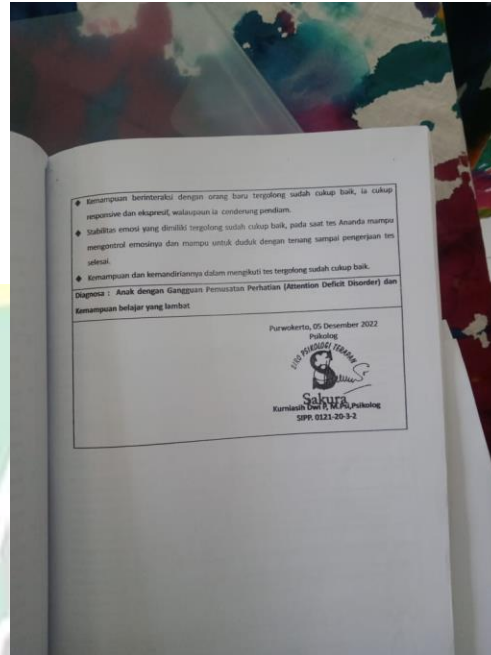 ◆ Kemampuan berinteraksi dengan orang baru tergolong sudah cukup baik, ia cukup
responsive dan ekspresif, walaupun ia cenderung pendiam.
◆ Stabilitas emosi yang dimiliki tergolong sudah cukup baik, pada saat tes Ananda mampu
mengontrol emosinya dan mampu untuk duduk dengan tenang sampai pengerjaan tes
selesai.
◆ Kemampuan dan kemandiriannya dalam mengikuti tes tergolong sudah cukup baik.
Diagnosa : Anak dengan Gangguan Pemusatan Perhatian (Attention Deficit Disorder) dan
Kemampuan belajar yang lambat
Purwokerto, 05 Desember 2022
Psikolog
BIRO PSIKOLOGI TERAPAN
Sakura
Kurniasih Dwi P, M.Psi,Psikolog
SIPP. 0121-20-3-2